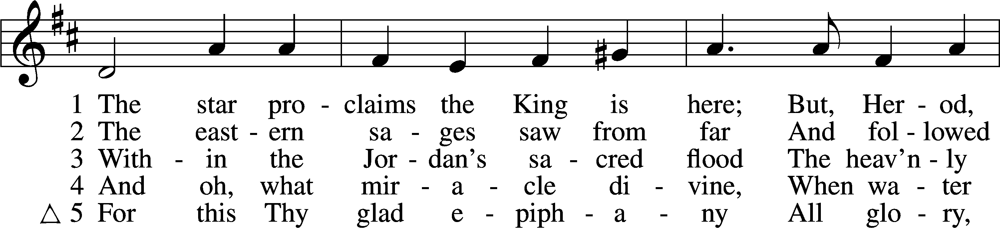 1 The star pro - claims the King is here; But, Her - od,
2 The east - ern sa - ges saw from far And fol - lowed
3 With - in the Jor - dan's sa - cred flood The heav'n - ly
4 And oh, what mir - a - cle di - vine, When wa - ter
△ 5 For this Thy glad e - piph - a - ny All glo - ry,